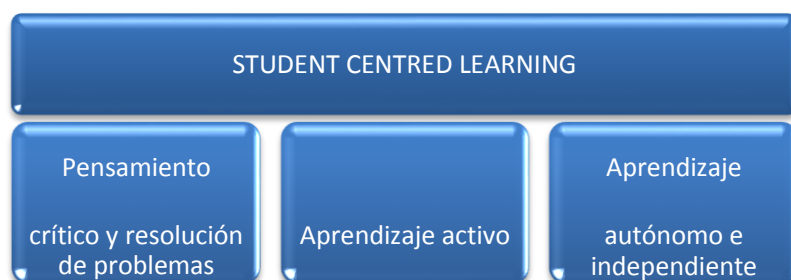 STUDENT CENTRED LEARNING
Pensamiento
crítico y resolución
de problemas
Aprendizaje activo
Aprendizaje
autónomo e
independiente